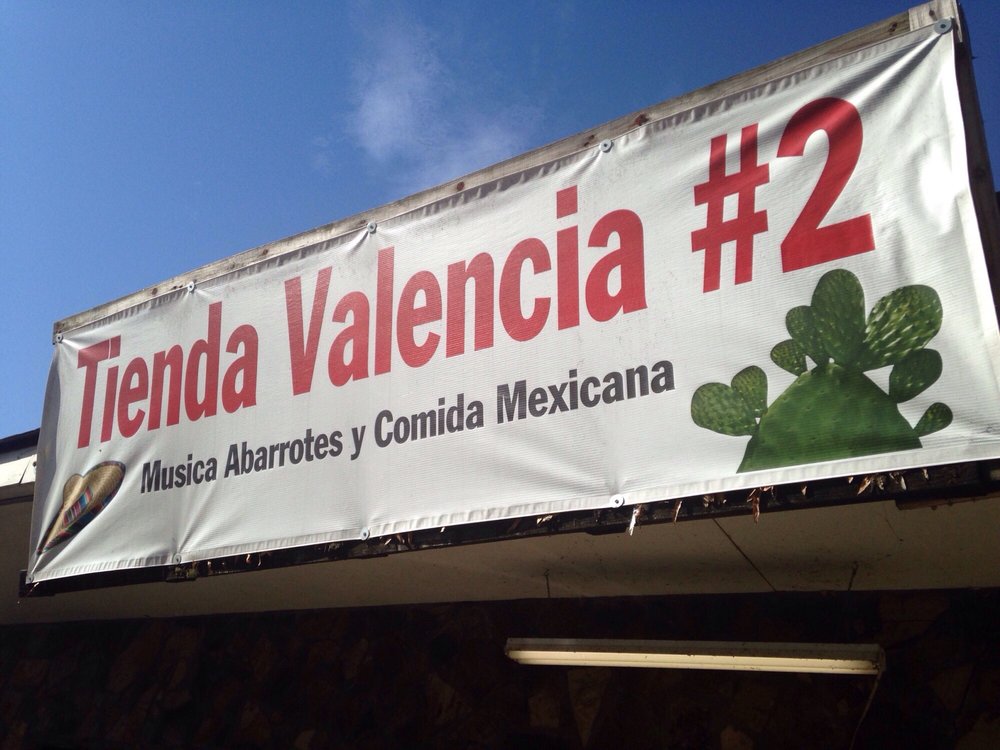 Tienda Valencia #2
Musica Abarrotes y Comida Mexicana